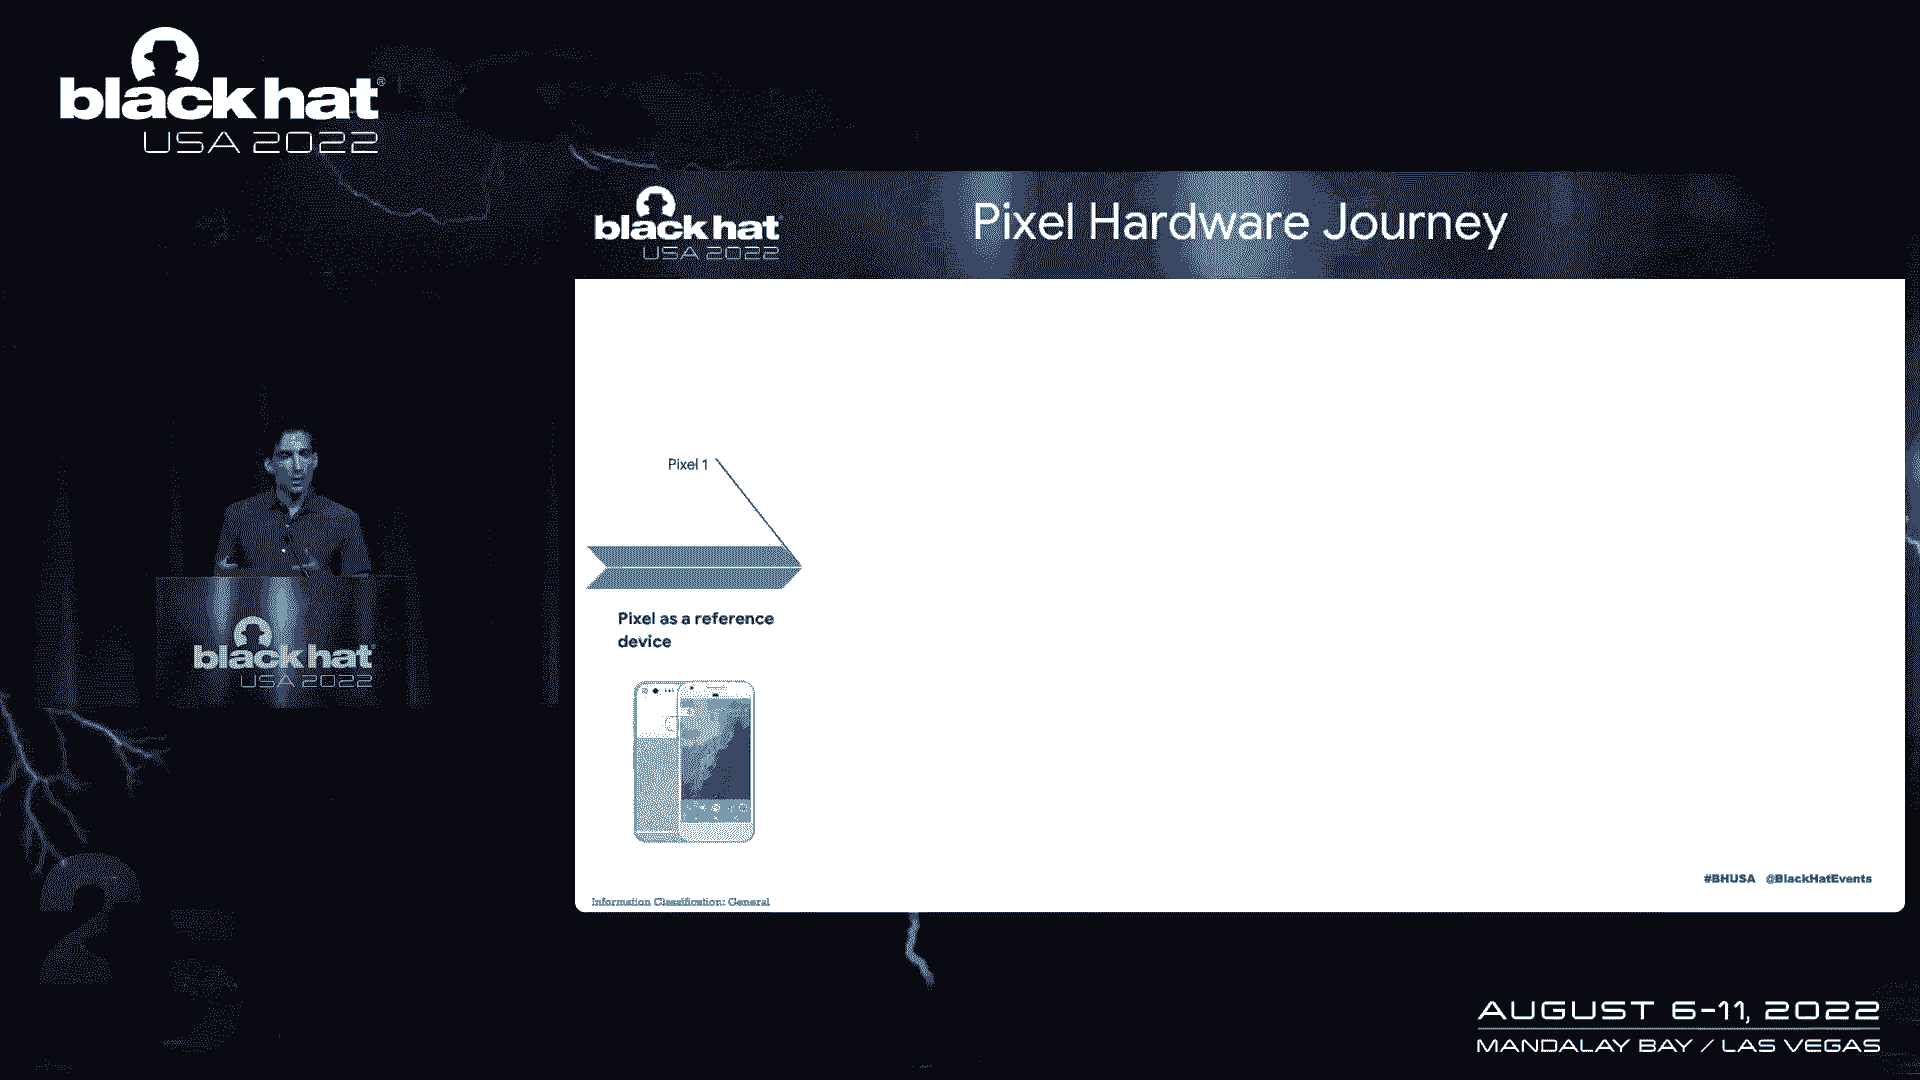 black hat®
USA 2022
black hat
USA 2022
Pixel Hardware Journey
Pixel 1
Pixel as a reference
device
black hat
USA 2022
#BHUSA @BlackHatEvents
Information Classification: General
25
AUGUST 6-11, 2022
MANDALAY BAY / LAS VEGAS